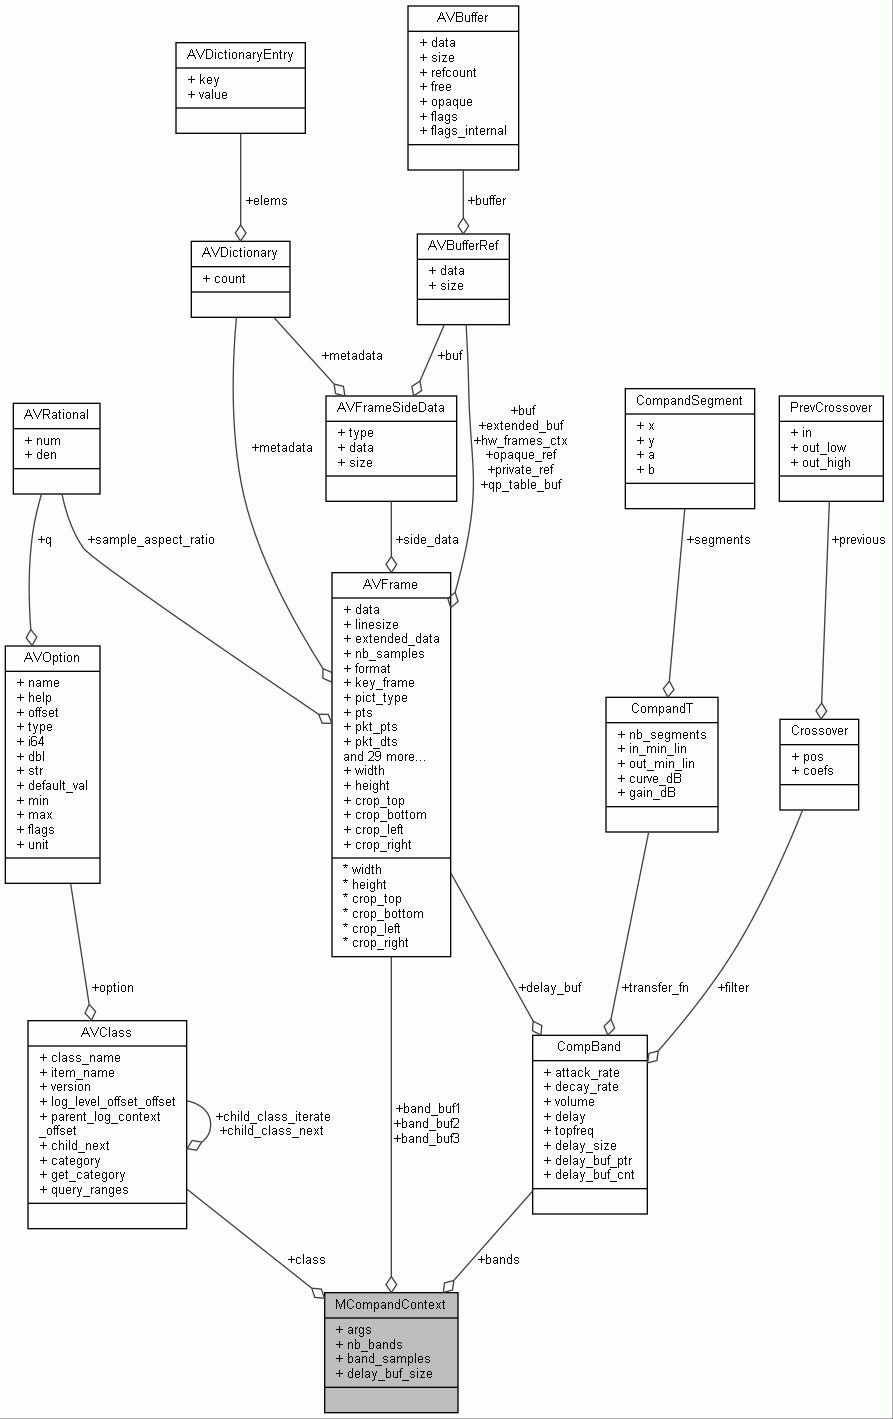 AVBuffer
+ data
+ size
+ refcount
+ free
+ opaque
+ flags
+ flags_internal
AVDictionaryEntry
+ key
+ value
+elems
+buffer
AVDictionary
+ count
AVBufferRef
+ data
+ size
+metadata
+buf
AVRational
+ num
+ den
+metadata
AVFrameSideData
+ type
+ data
+ size
+buf
+extended_buf
+hw_frames_ctx
+opaque_ref
+private_ref
+qp_table_buf
CompandSegment
+ x
+ y
+ a
+ b
PrevCrossover
+ in
+ out_low
+ out_high
+q
+sample_aspect_ratio
+side_data
+segments
+previous
AVOption
+ name
+ help
+ offset
+ type
+ i64
+ dbl
+ str
+ default_val
+ min
+ max
+ flags
+ unit
AVFrame
+ data
+ linesize
+ extended_data
+ nb_samples
+ format
+ key_frame
+ pict_type
+ pts
+ pkt_pts
+ pkt_dts
and 29 more...
+ width
+ height
+ crop_top
+ crop_bottom
+ crop_left
+ crop_right
* width
* height
* crop_top
* crop_bottom
* crop_left
* crop_right
CompandT
+ nb_segments
+ in_min_lin
+ out_min_lin
+ curve_dB
+ gain_dB
Crossover
+ pos
+ coefs
+option
+delay_buf
+transfer_fn
+filter
AVClass
+ class_name
+ item_name
+ version
+ log_level_offset_offset
+ parent_log_context
_offset
+ child_next
+ category
+ get_category
+ query_ranges
+child_class_iterate
+child_class_next
+band_buf1
+band_buf2
+band_buf3
CompBand
+ attack_rate
+ decay_rate
+ volume
+ delay
+ topfreq
+ delay_size
+ delay_buf_ptr
+ delay_buf_cnt
+class
+bands
MCompandContext
+ args
+ nb_bands
+ band_samples
+ delay_buf_size